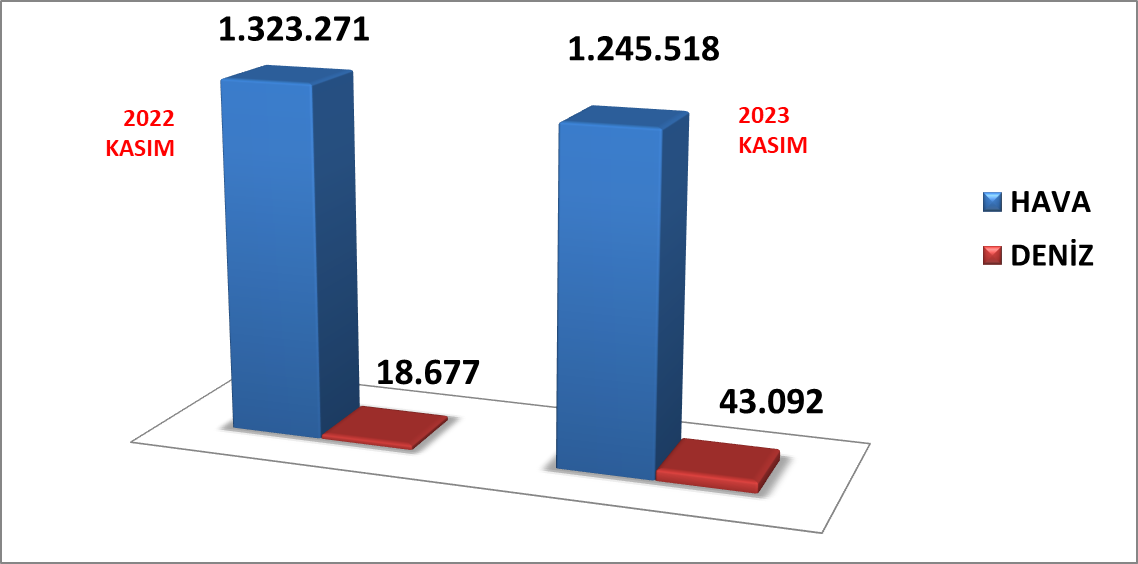 1.323.271
1.245.518
2022
KASIM
2023
KASIM
HAVA
DENİZ
18.677
43.092